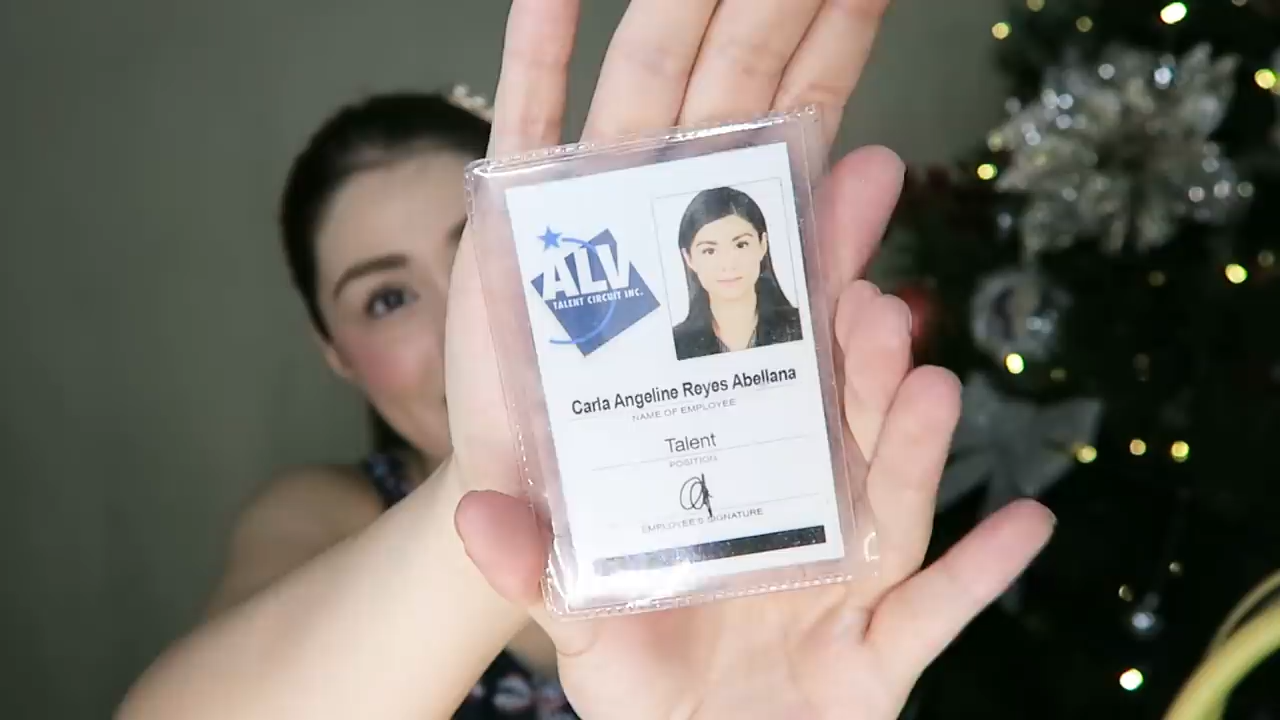 ALV
TALENT CIRCUIT INC.
Carla Angeline Reyes Abellana
NAME OF EMPLOYEE
Talent
POSITION
EMPLOYEE'S SIGNATURE